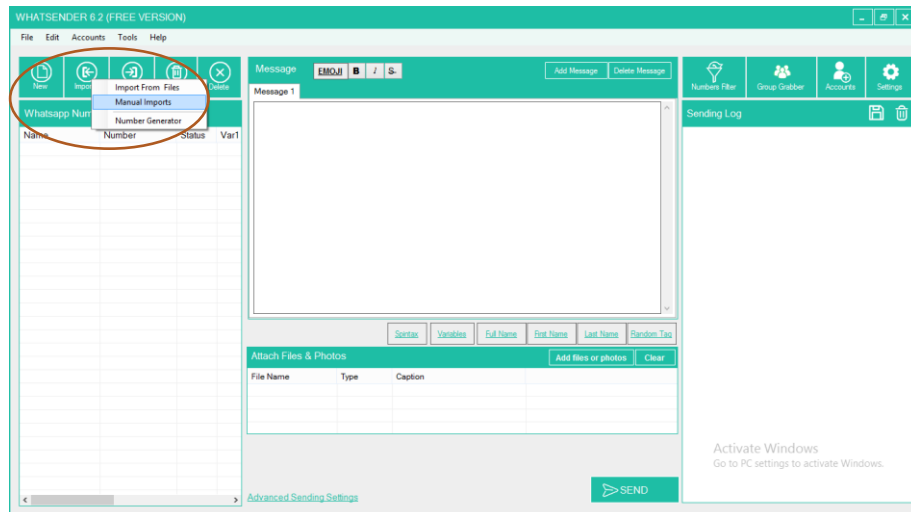 WHATSENDER 6.2 (FREE VERSION)
File Edit Accounts Tools Help
New
Delete
Import From Files
Manual Imports
Number Generator
Whatsapp
Name Number Status Var1
Message EMOJI B I S Add Message Delete Message
Message 1
Spintax Variables Full Name First Name Last Name Random Tag
Attach Files & Photos Add files or photos Clear
File Name Type Caption
Advanced Sending Settings
SEND
Numbers Filter Group Grabber Accounts Settings
Sending Log
Activate Windows
Go to PC settings to activate Windows.